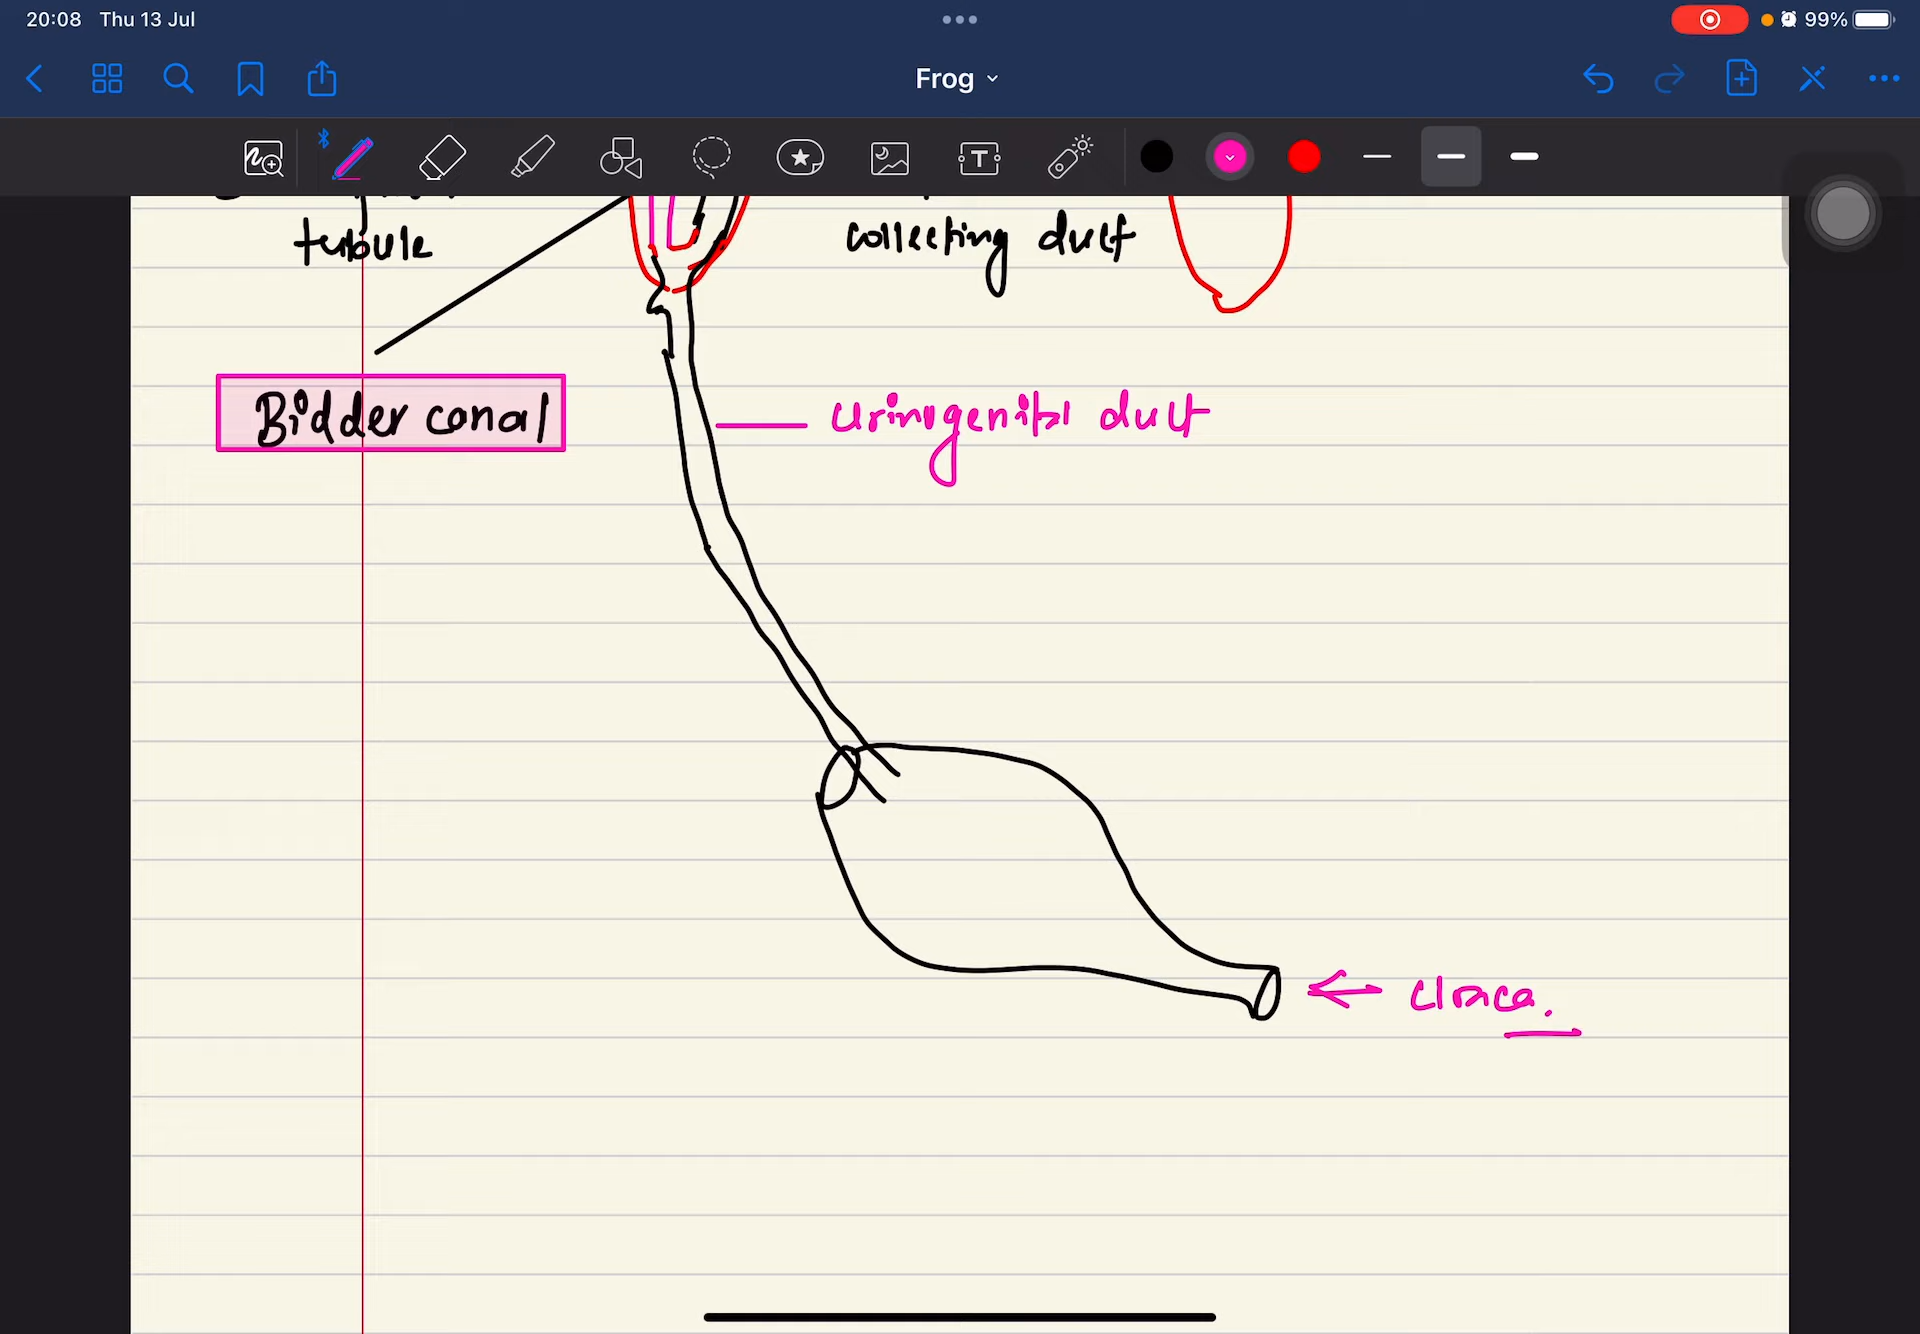 20:08 Thu 13 Jul
99%
Frog
T
tubule
collecting duct
Bidder canal
urinogenital duct
cloaca.